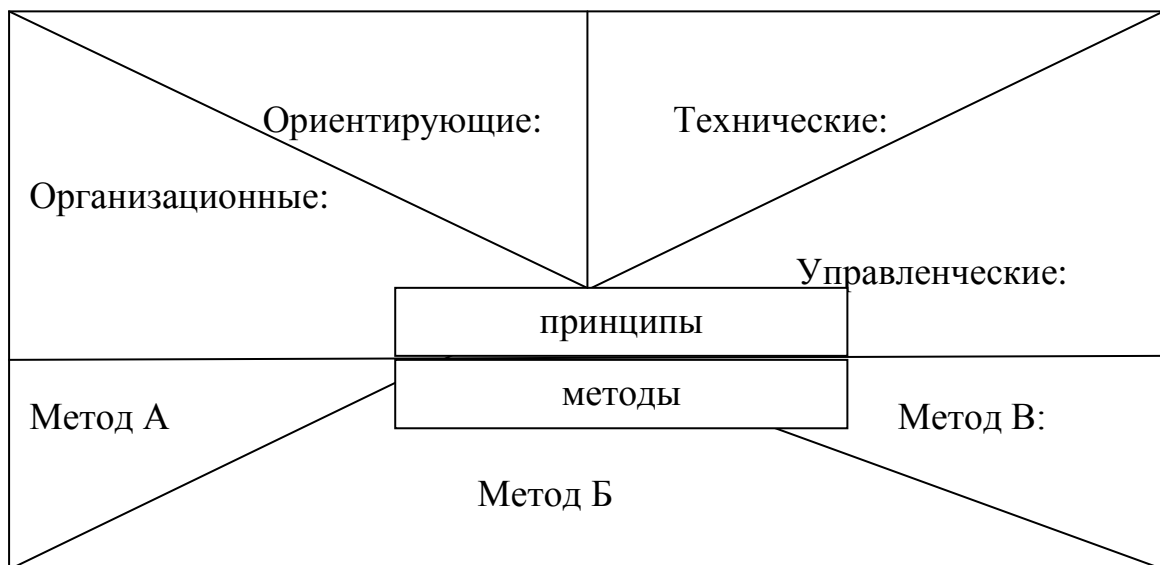 Ориентирующие:
Технические:
Организационные:
Управленческие:
принципы
методы
Метод А
Метод В:
Метод Б